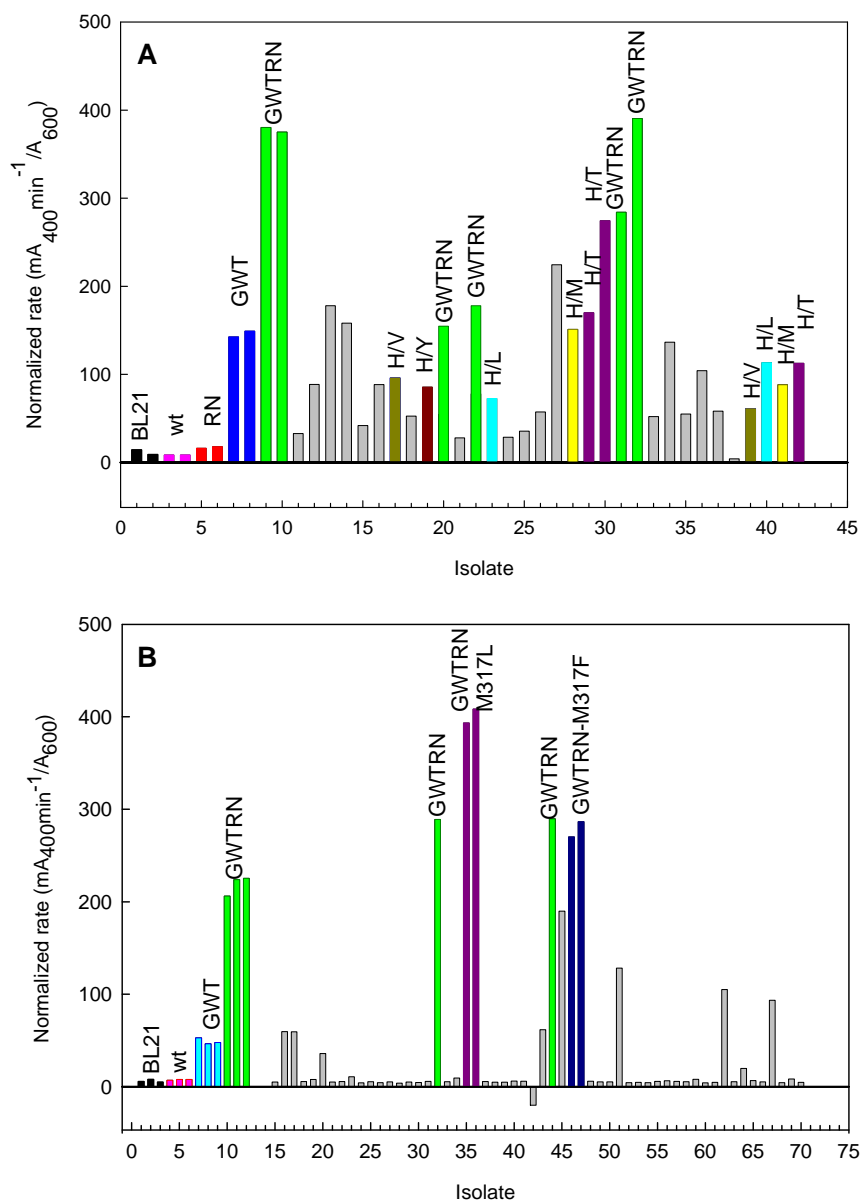 A
Normalized rate (mA400min-1/A600)
500
400
300
200
100
0
BL21
wt
RN
GWT
GWTRN
H/V
H/Y
GWTRN
GWTRN
H/L
H/M
H/T
H/T
GWTRN
GWTRN
H/V
H/L
H/M
H/T
0 5 10 15 20 25 30 35 40 45
Isolate
B
Normalized rate (mA400min-1/A600)
500
400
300
200
100
0
BL21
wt
GWT
GWTRN
GWTRN
GWTRN
M317L
GWTRN
GWTRN-M317F
0 5 10 15 20 25 30 35 40 45 50 55 60 65 70 75
Isolate